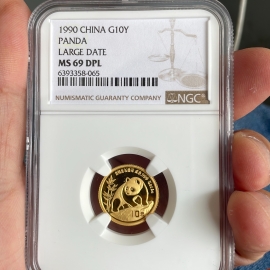 1990 CHINA G10Y
PANDA
LARGE DATE
MS 69 DPL
6393358-065
NUMISMATIC GUARANTY COMPANY
NGC